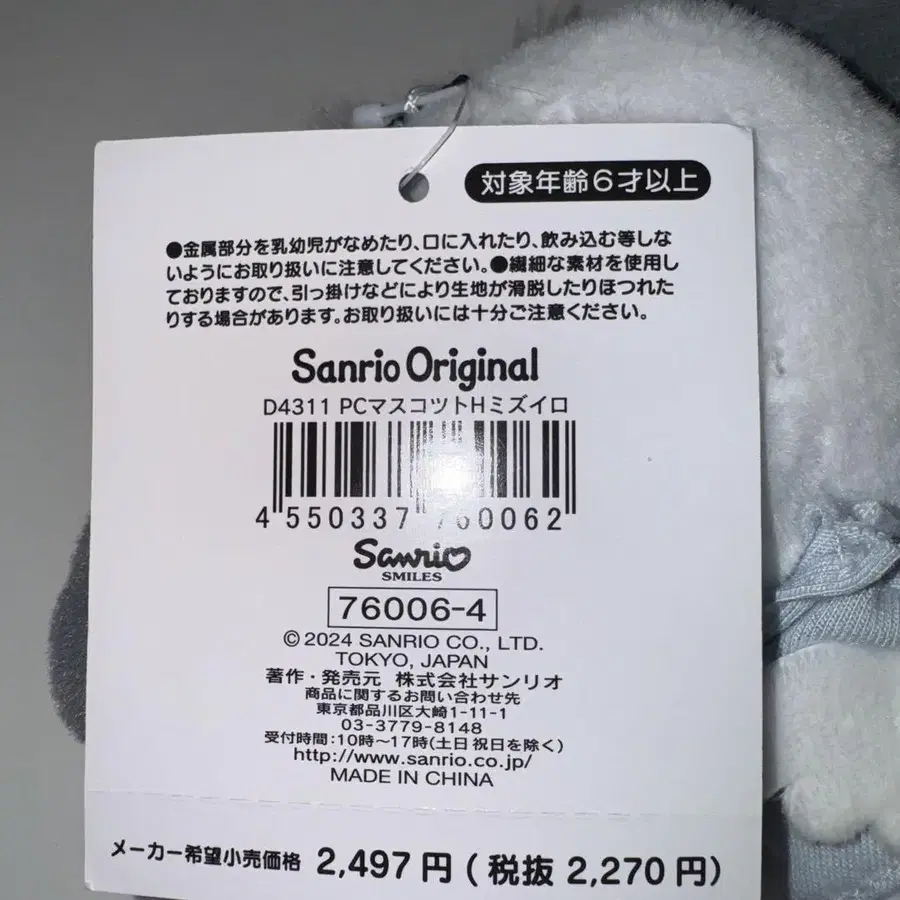 対象年齢6才以上
●金属部分を乳幼児がなめたり、口に入れたり、飲み込む等しな
いようにお取り扱いに注意してください。●繊細な素材を使用し
ておりますので、引っ掛けなどにより生地が滑脱したりほつれた
りする場合があります。お取り扱いには十分ご注意ください。
Sanrio Original
D4311 PCマスコットHミズイロ
4 550337 760062
Sanrio
SMILES
76006-4
© 2024 SANRIO CO., LTD.
TOKYO, JAPAN
著作・発売元 株式会社サンリオ
商品に関するお問い合わせ先
東京都品川区大崎1-11-1
03-3779-8148
受付時間:10時～17時(土日祝日を除く)
http://www.sanrio.co.jp/
MADE IN CHINA
メーカー希望小売価格 2,497円(税抜 2,270円)